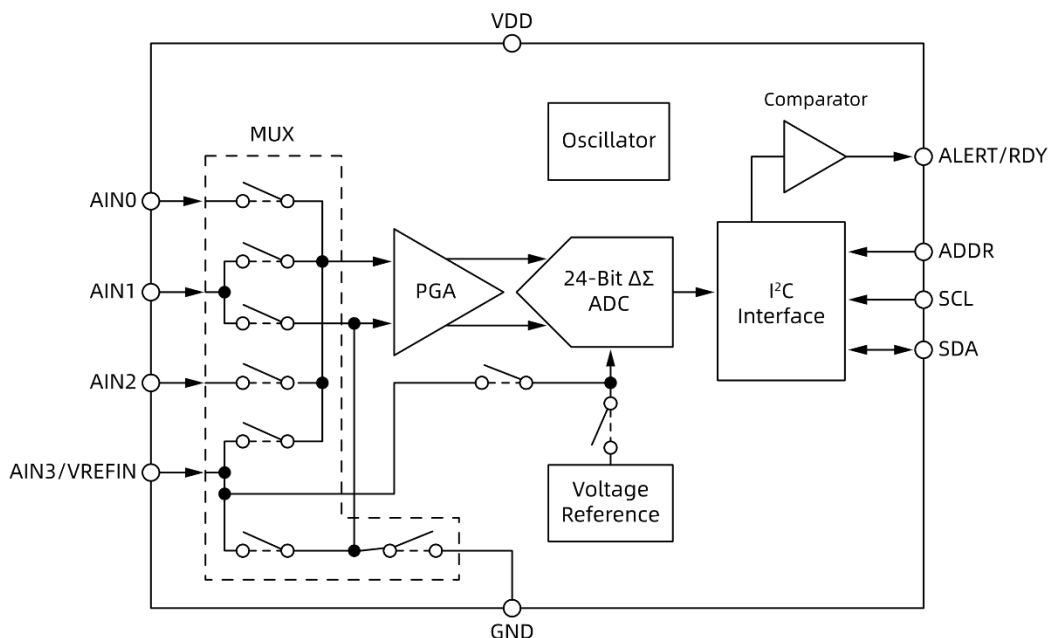 VDD
Comparator
Oscillator
MUX
ALERT/RDY
AIN0
ADDR
24-Bit ΔΣ
ADC
PGA
I²C
Interface
AIN1
SCL
SDA
AIN2
AIN3/VREFIN
Voltage
Reference
GND